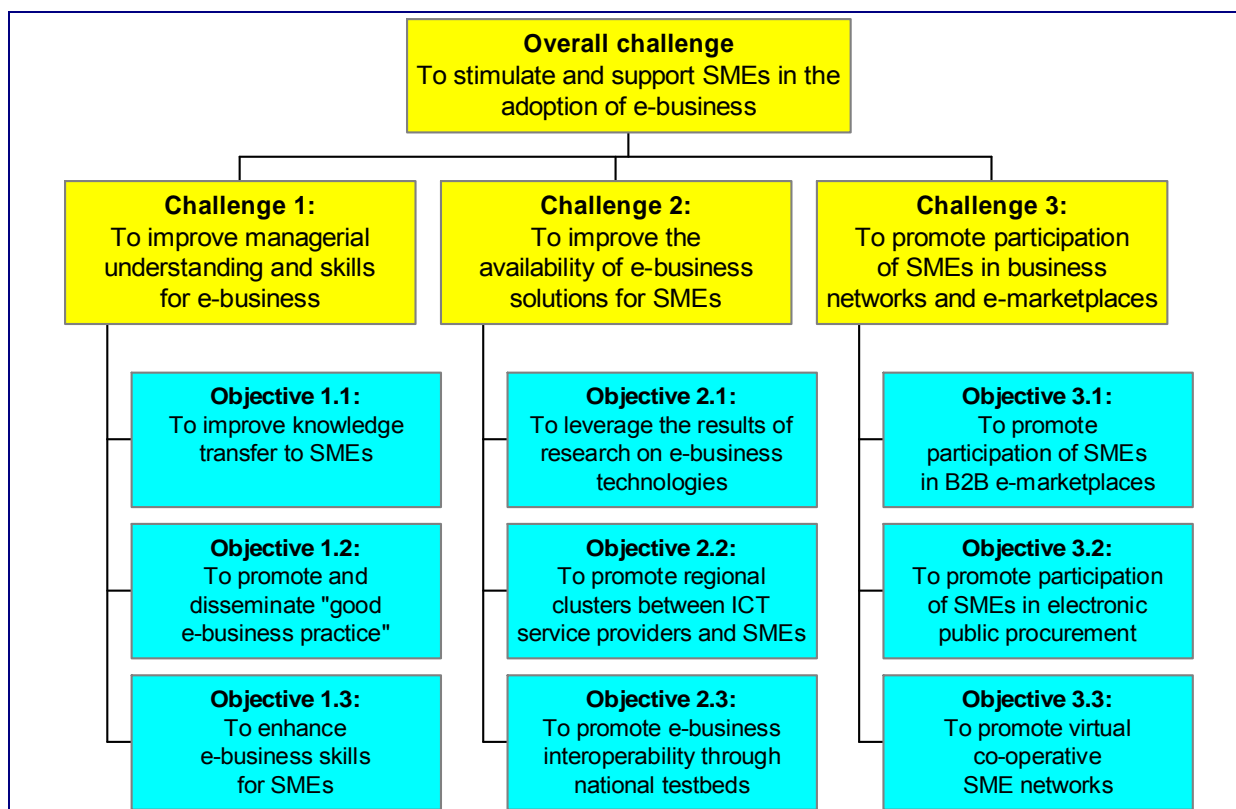 Overall challenge
To stimulate and support SMEs in the
adoption of e-business
Challenge 1:
To improve managerial
understanding and skills
for e-business
Challenge 2:
To improve the
availability of e-business
solutions for SMEs
Challenge 3:
To promote participation
of SMEs in business
networks and e-marketplaces
Objective 1.1:
To improve knowledge
transfer to SMEs
Objective 2.1:
To leverage the results of
research on e-business
technologies
Objective 3.1:
To promote
participation of SMEs
in B2B e-marketplaces
Objective 1.2:
To promote and
disseminate "good
e-business practice"
Objective 2.2:
To promote regional
clusters between ICT
service providers and SMEs
Objective 3.2:
To promote participation
of SMEs in electronic
public procurement
Objective 1.3:
To enhance
e-business skills
for SMEs
Objective 2.3:
To promote e-business
interoperability through
national testbeds
Objective 3.3:
To promote virtual
co-operative
SME networks